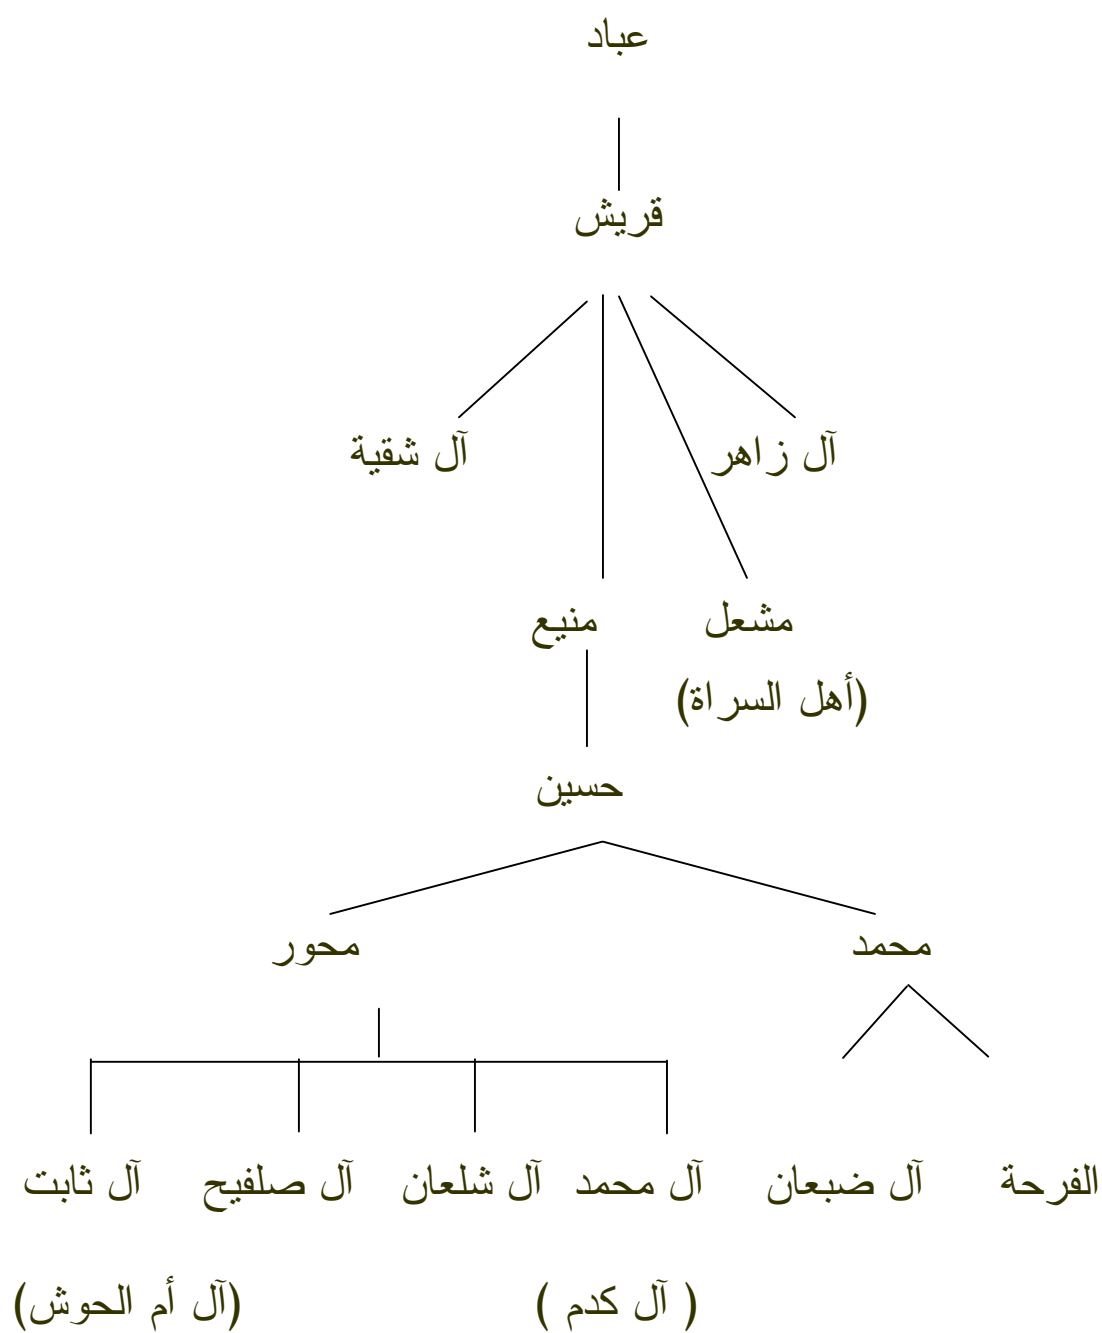 عباد
قريش
آل زاهر
آل شقية
مشعل
منيع
(أهل السراة)
حسين
محمد
محور
الفرحة
آل ضبعان
آل محمد
آل شلعان
آل صلفيح
آل ثابت
( آل كدم )
(آل أم الحوش)